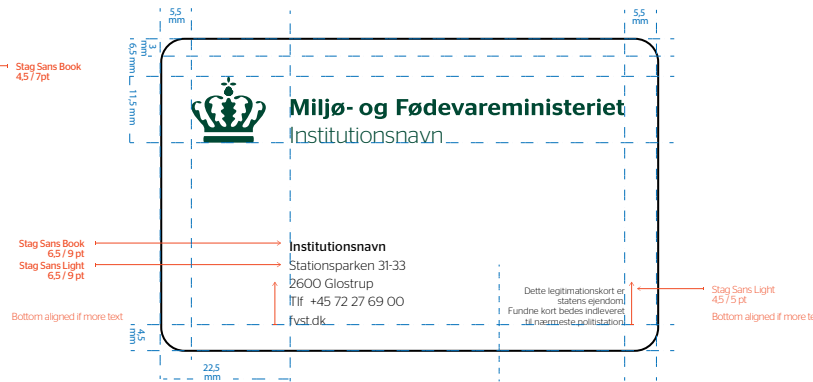 5,5
mm
5,5
mm
3
mm
6,5 mm
Stag Sans Book
4,5 / 7pt
11,5 mm
Miljø- og Fødevareministeriet
Institutionsnavn
Stag Sans Book
6,5 / 9 pt
Stag Sans Light
6,5 / 9 pt
Institutionsnavn
Stationsparken 31-33
2600 Glostrup
Tlf +45 72 27 69 00
fvst.dk
Dette legitimationskort er
statens ejendom.
Fundne kort bedes indleveret
til nærmeste politistation.
Stag Sans Light
4,5 / 5 pt
Bottom aligned if more text
Bottom aligned if more te
4,5
mm
22,5
mm